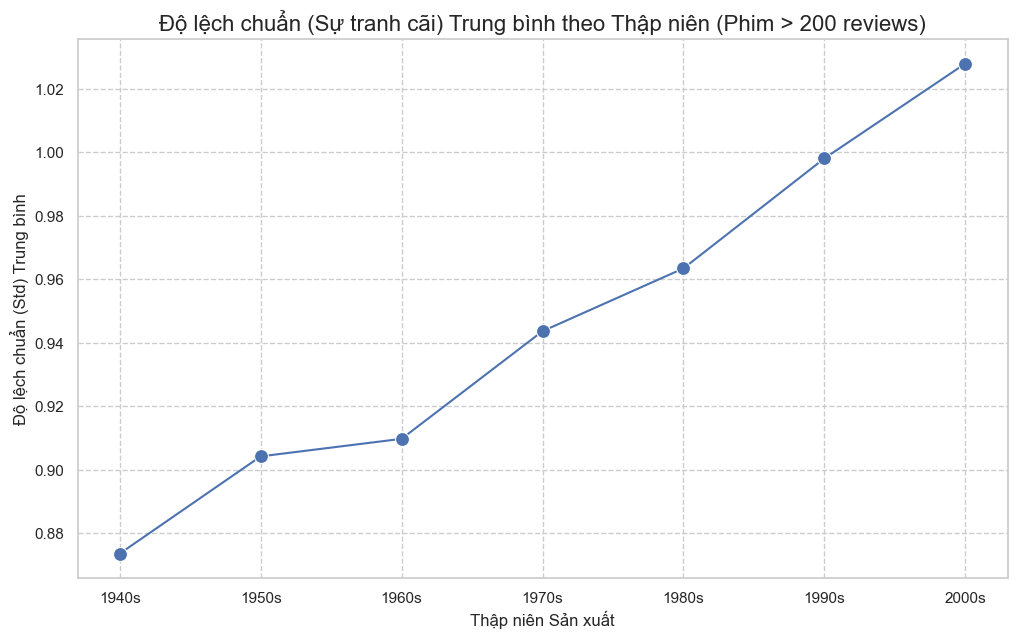 Độ lệch chuẩn (Sự tranh cãi) Trung bình theo Thập niên (Phim > 200 reviews)
Độ lệch chuẩn (Std) Trung bình
1.02
1.00
0.98
0.96
0.94
0.92
0.90
0.88
1940s 1950s 1960s 1970s 1980s 1990s 2000s
Thập niên Sản xuất